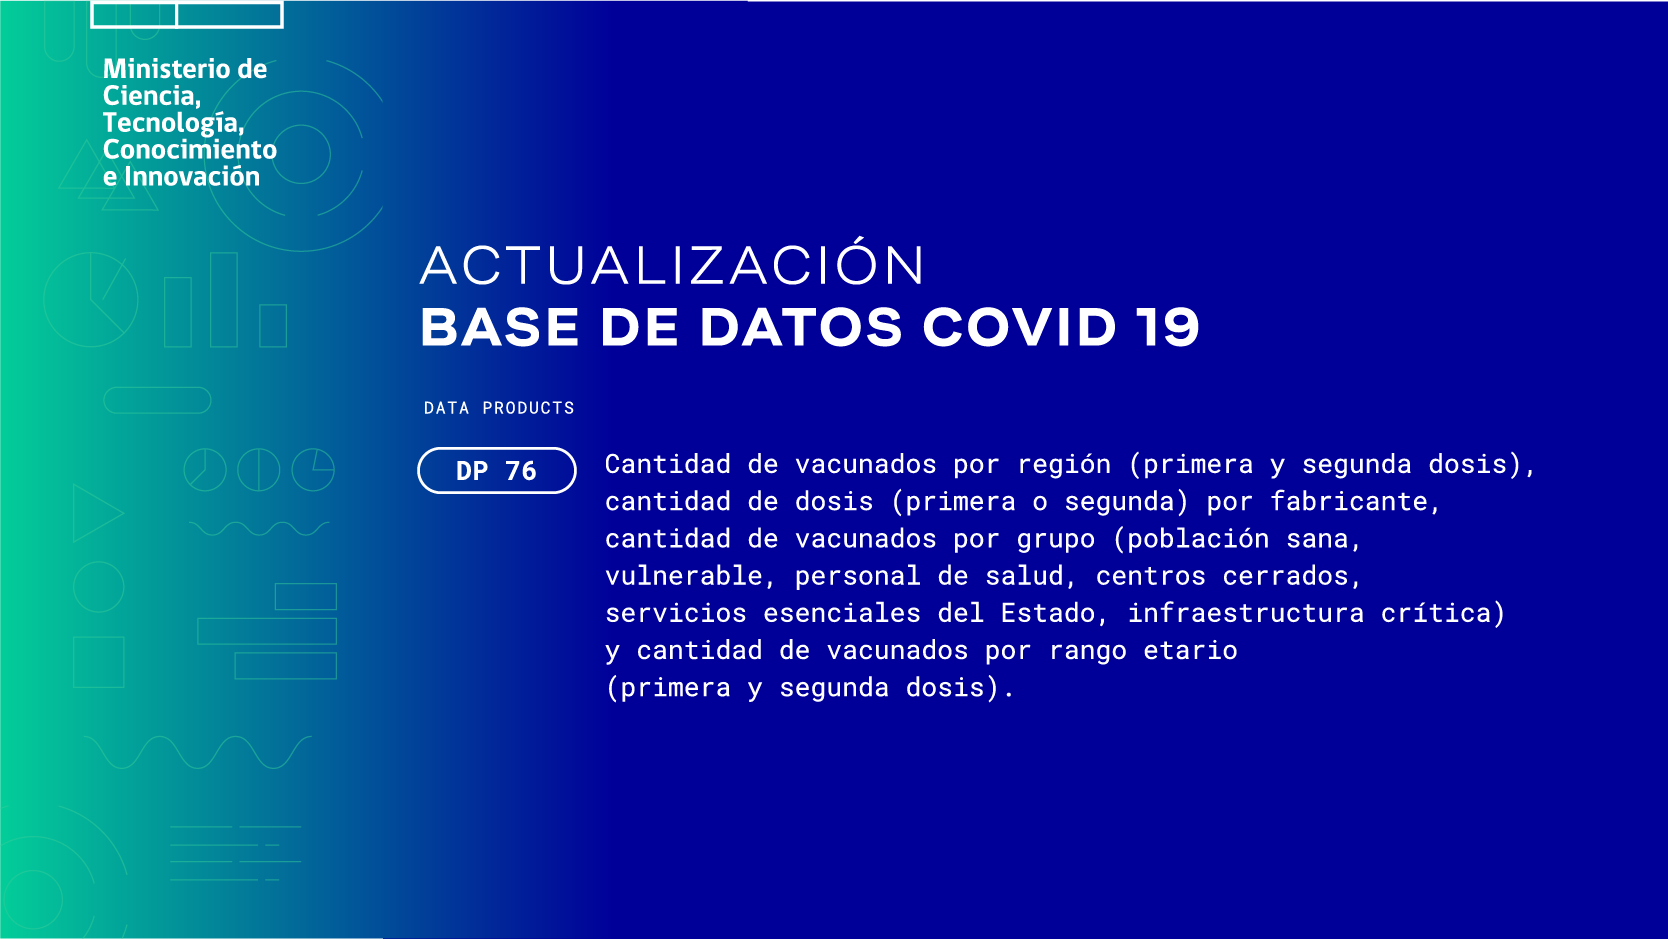 Ministerio de
Ciencia,
Tecnología,
Conocimiento
e Innovación
ACTUALIZACIÓN
BASE DE DATOS COVID 19
DATA PRODUCTS
DP 76
Cantidad de vacunados por región (primera y segunda dosis),
cantidad de dosis (primera o segunda) por fabricante,
cantidad de vacunados por grupo (población sana,
vulnerable, personal de salud, centros cerrados,
servicios esenciales del Estado, infraestructura crítica)
y cantidad de vacunados por rango etario
(primera y segunda dosis).